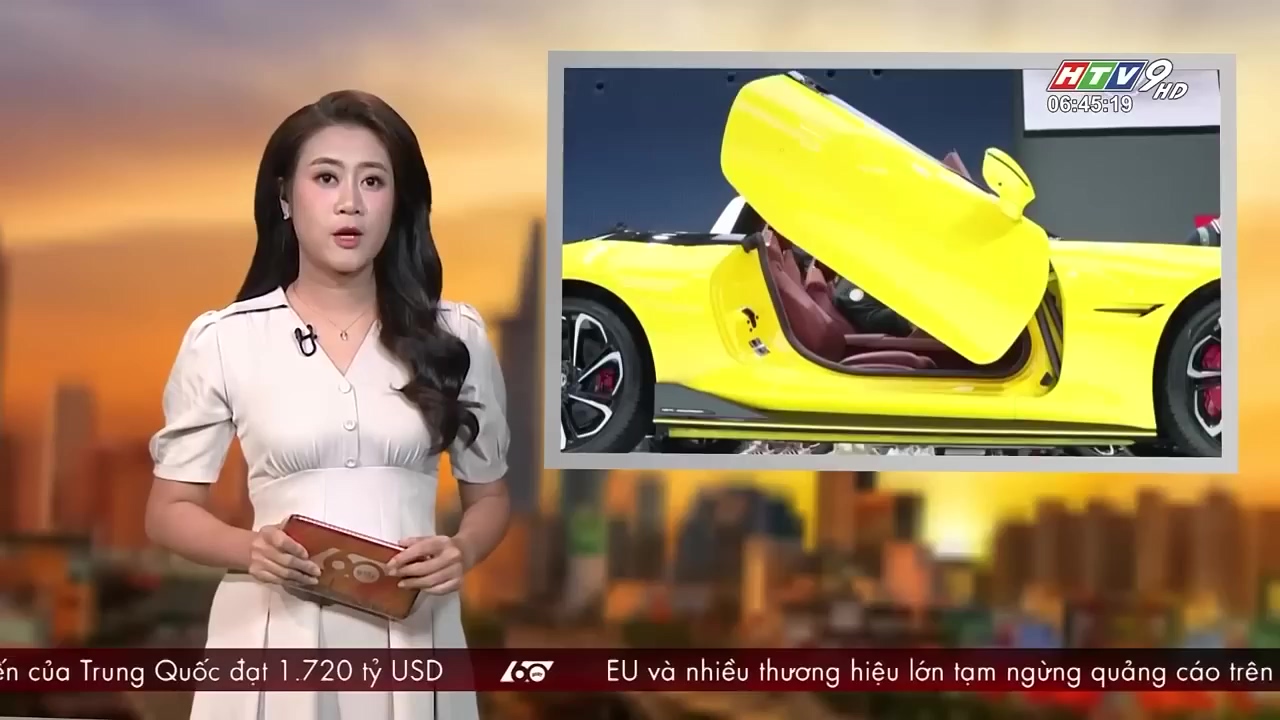 HTV9 HD
06:45:19
ến của Trung Quốc đạt 1.720 tỷ USD
60
EU và nhiều thương hiệu lớn tạm ngừng quảng cáo trên